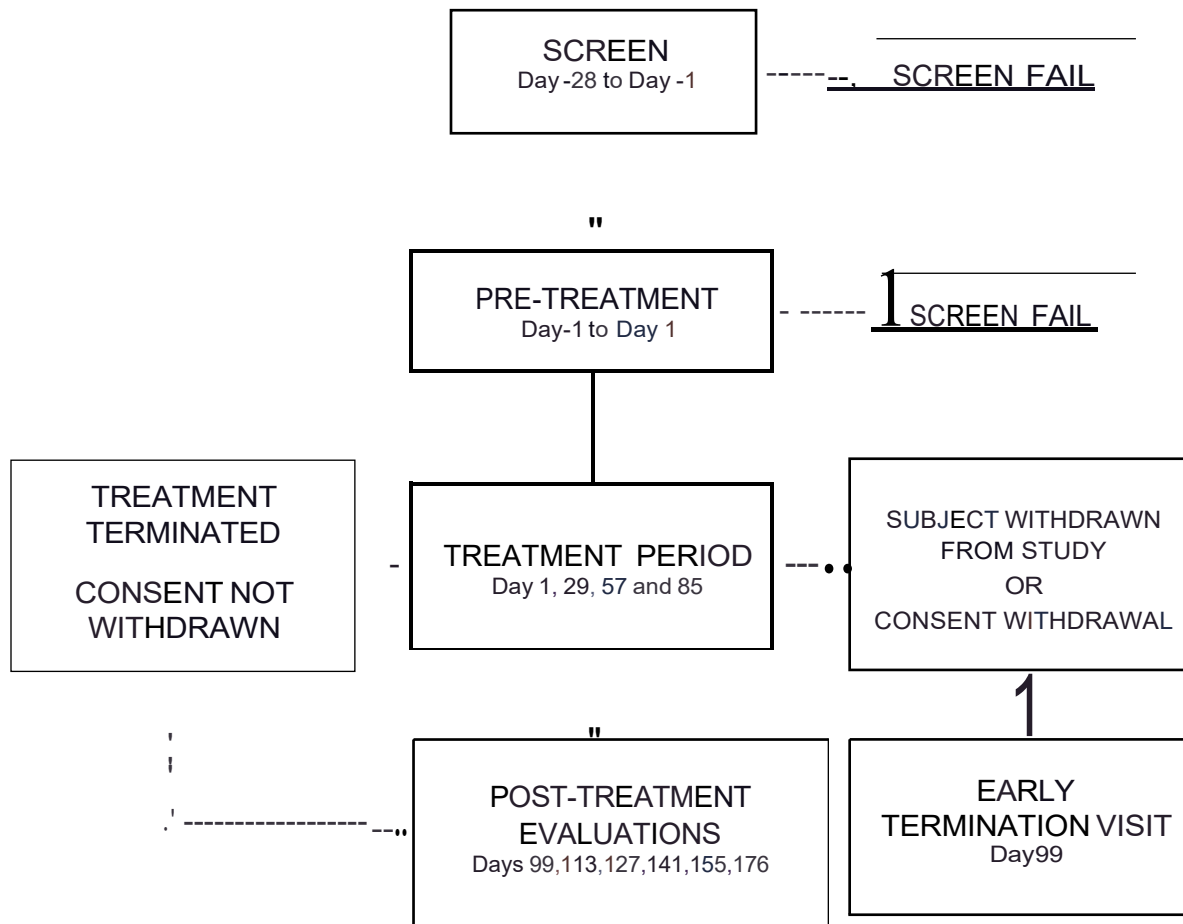 SCREEN
Day -28 to Day -1
SCREEN FAIL
PRE-TREATMENT
Day-1 to Day 1
SCREEN FAIL
TREATMENT
TERMINATED
CONSENT NOT
WITHDRAWN
TREATMENT PERIOD
Day 1, 29, 57 and 85
SUBJECT WITHDRAWN
FROM STUDY
OR
CONSENT WITHDRAWAL
POST-TREATMENT
EVALUATIONS
Days 99,113,127,141,155,176
EARLY
TERMINATION VISIT
Day99